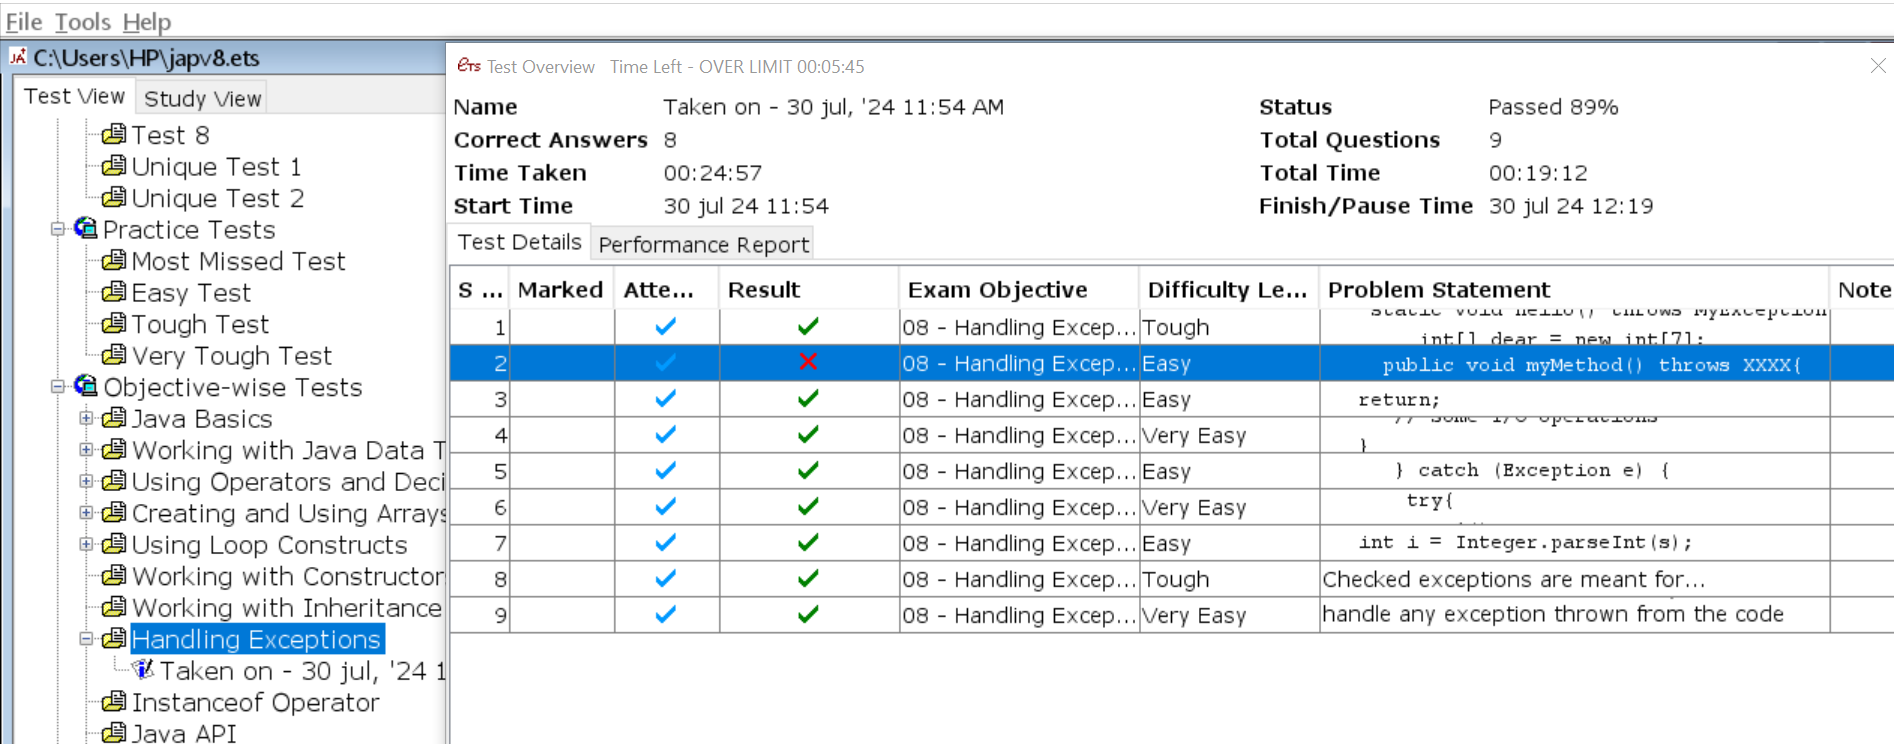 File Tools Help
C:\Users\HP\japv8.ets
Test View Study View
Test 8
Unique Test 1
Unique Test 2
Practice Tests
Most Missed Test
Easy Test
Tough Test
Very Tough Test
Objective-wise Tests
Java Basics
Working with Java Data T
Using Operators and Deci
Creating and Using Arrays
Using Loop Constructs
Working with Constructor
Working with Inheritance
Handling Exceptions
Taken on - 30 jul, '24 1
Instanceof Operator
Java API
eTS Test Overview Time Left - OVER LIMIT 00:05:45
Name Taken on - 30 jul, '24 11:54 AM Status Passed 89%
Correct Answers 8 Total Questions 9
Time Taken 00:24:57 Total Time 00:19:12
Start Time 30 jul 24 11:54 Finish/Pause Time 30 jul 24 12:19
Test Details Performance Report
S ... Marked Atte... Result Exam Objective Difficulty Le... Problem Statement Note
1 08 - Handling Excep... Tough static void hello() throws MyException
int[] dear = new int[7];
2 08 - Handling Excep... Easy public void myMethod() throws XXXX{
3 08 - Handling Excep... Easy return;
4 08 - Handling Excep... Very Easy // Some I/O operations
}
5 08 - Handling Excep... Easy } catch (Exception e) {
6 08 - Handling Excep... Very Easy try{
7 08 - Handling Excep... Easy int i = Integer.parseInt(s);
8 08 - Handling Excep... Tough Checked exceptions are meant for...
9 08 - Handling Excep... Very Easy handle any exception thrown from the code